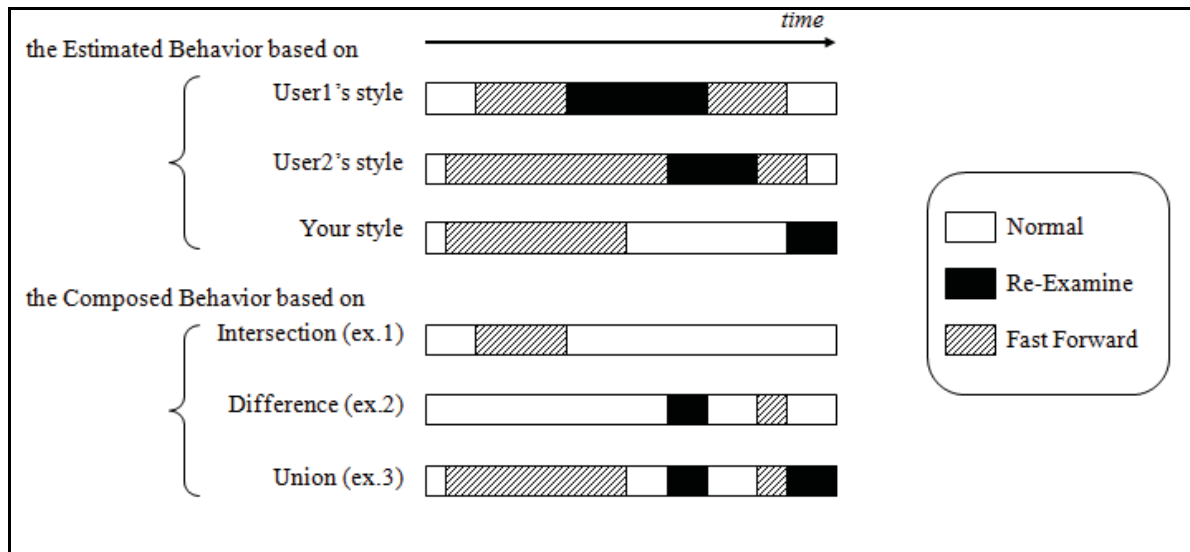 time
the Estimated Behavior based on
User1’s style
User2’s style
Your style
the Composed Behavior based on
Intersection (ex.1)
Difference (ex.2)
Union (ex.3)
Normal
Re-Examine
Fast Forward